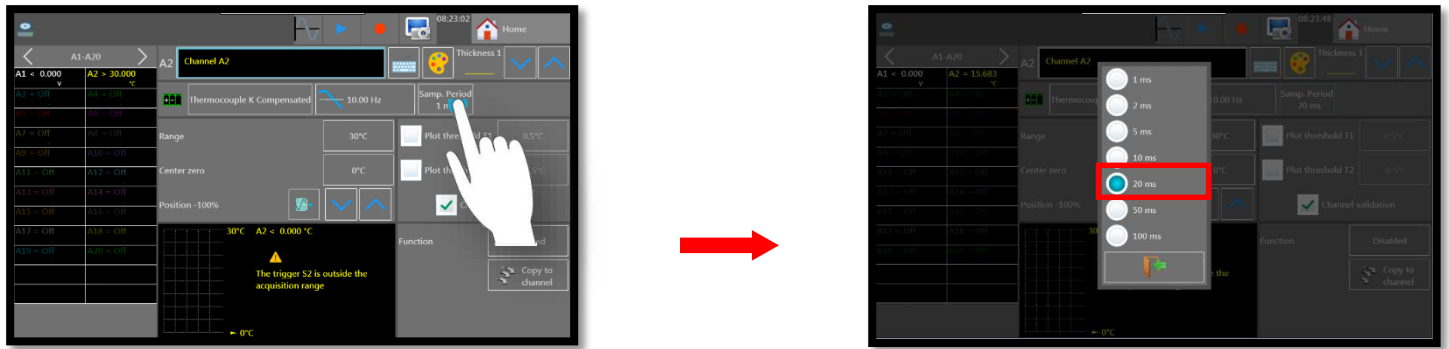 08:23:02
Home
A1-A20
A1 < 0.000
V
A2 > 30.000
°C
A3 = Off
A4 = Off
A5 = Off
A6 = Off
A7 = Off
A8 = Off
A9 = Off
A10 = Off
A11 = Off
A12 = Off
A13 = Off
A14 = Off
A15 = Off
A16 = Off
A17 = Off
A18 = Off
A19 = Off
A20 = Off
A2
Channel A2
Thickness 1
Thermocouple K Compensated
10.00 Hz
Samp. Period
1
Range
30°C
Plot threshold T1
0.5°C
Center zero
0°C
Plot
Position -100%
30°C A2 < 0.000 °C
The trigger S2 is outside the
acquisition range
0°C
Function
Copy to
channel
08:23:48
Home
A1-A20
A1 < 0.000
V
A2 = 15.683
°C
A2
Channel A2
Thickness 1
Samp. Period
20 ms
Plot threshold T1
0.5°C
Center zero
Plot threshold T2
0.5°C
Position -100%
Channel validation
Function
Disabled
Copy to
channel
0°C
1 ms
2 ms
5 ms
10 ms
20 ms
50 ms
100 ms